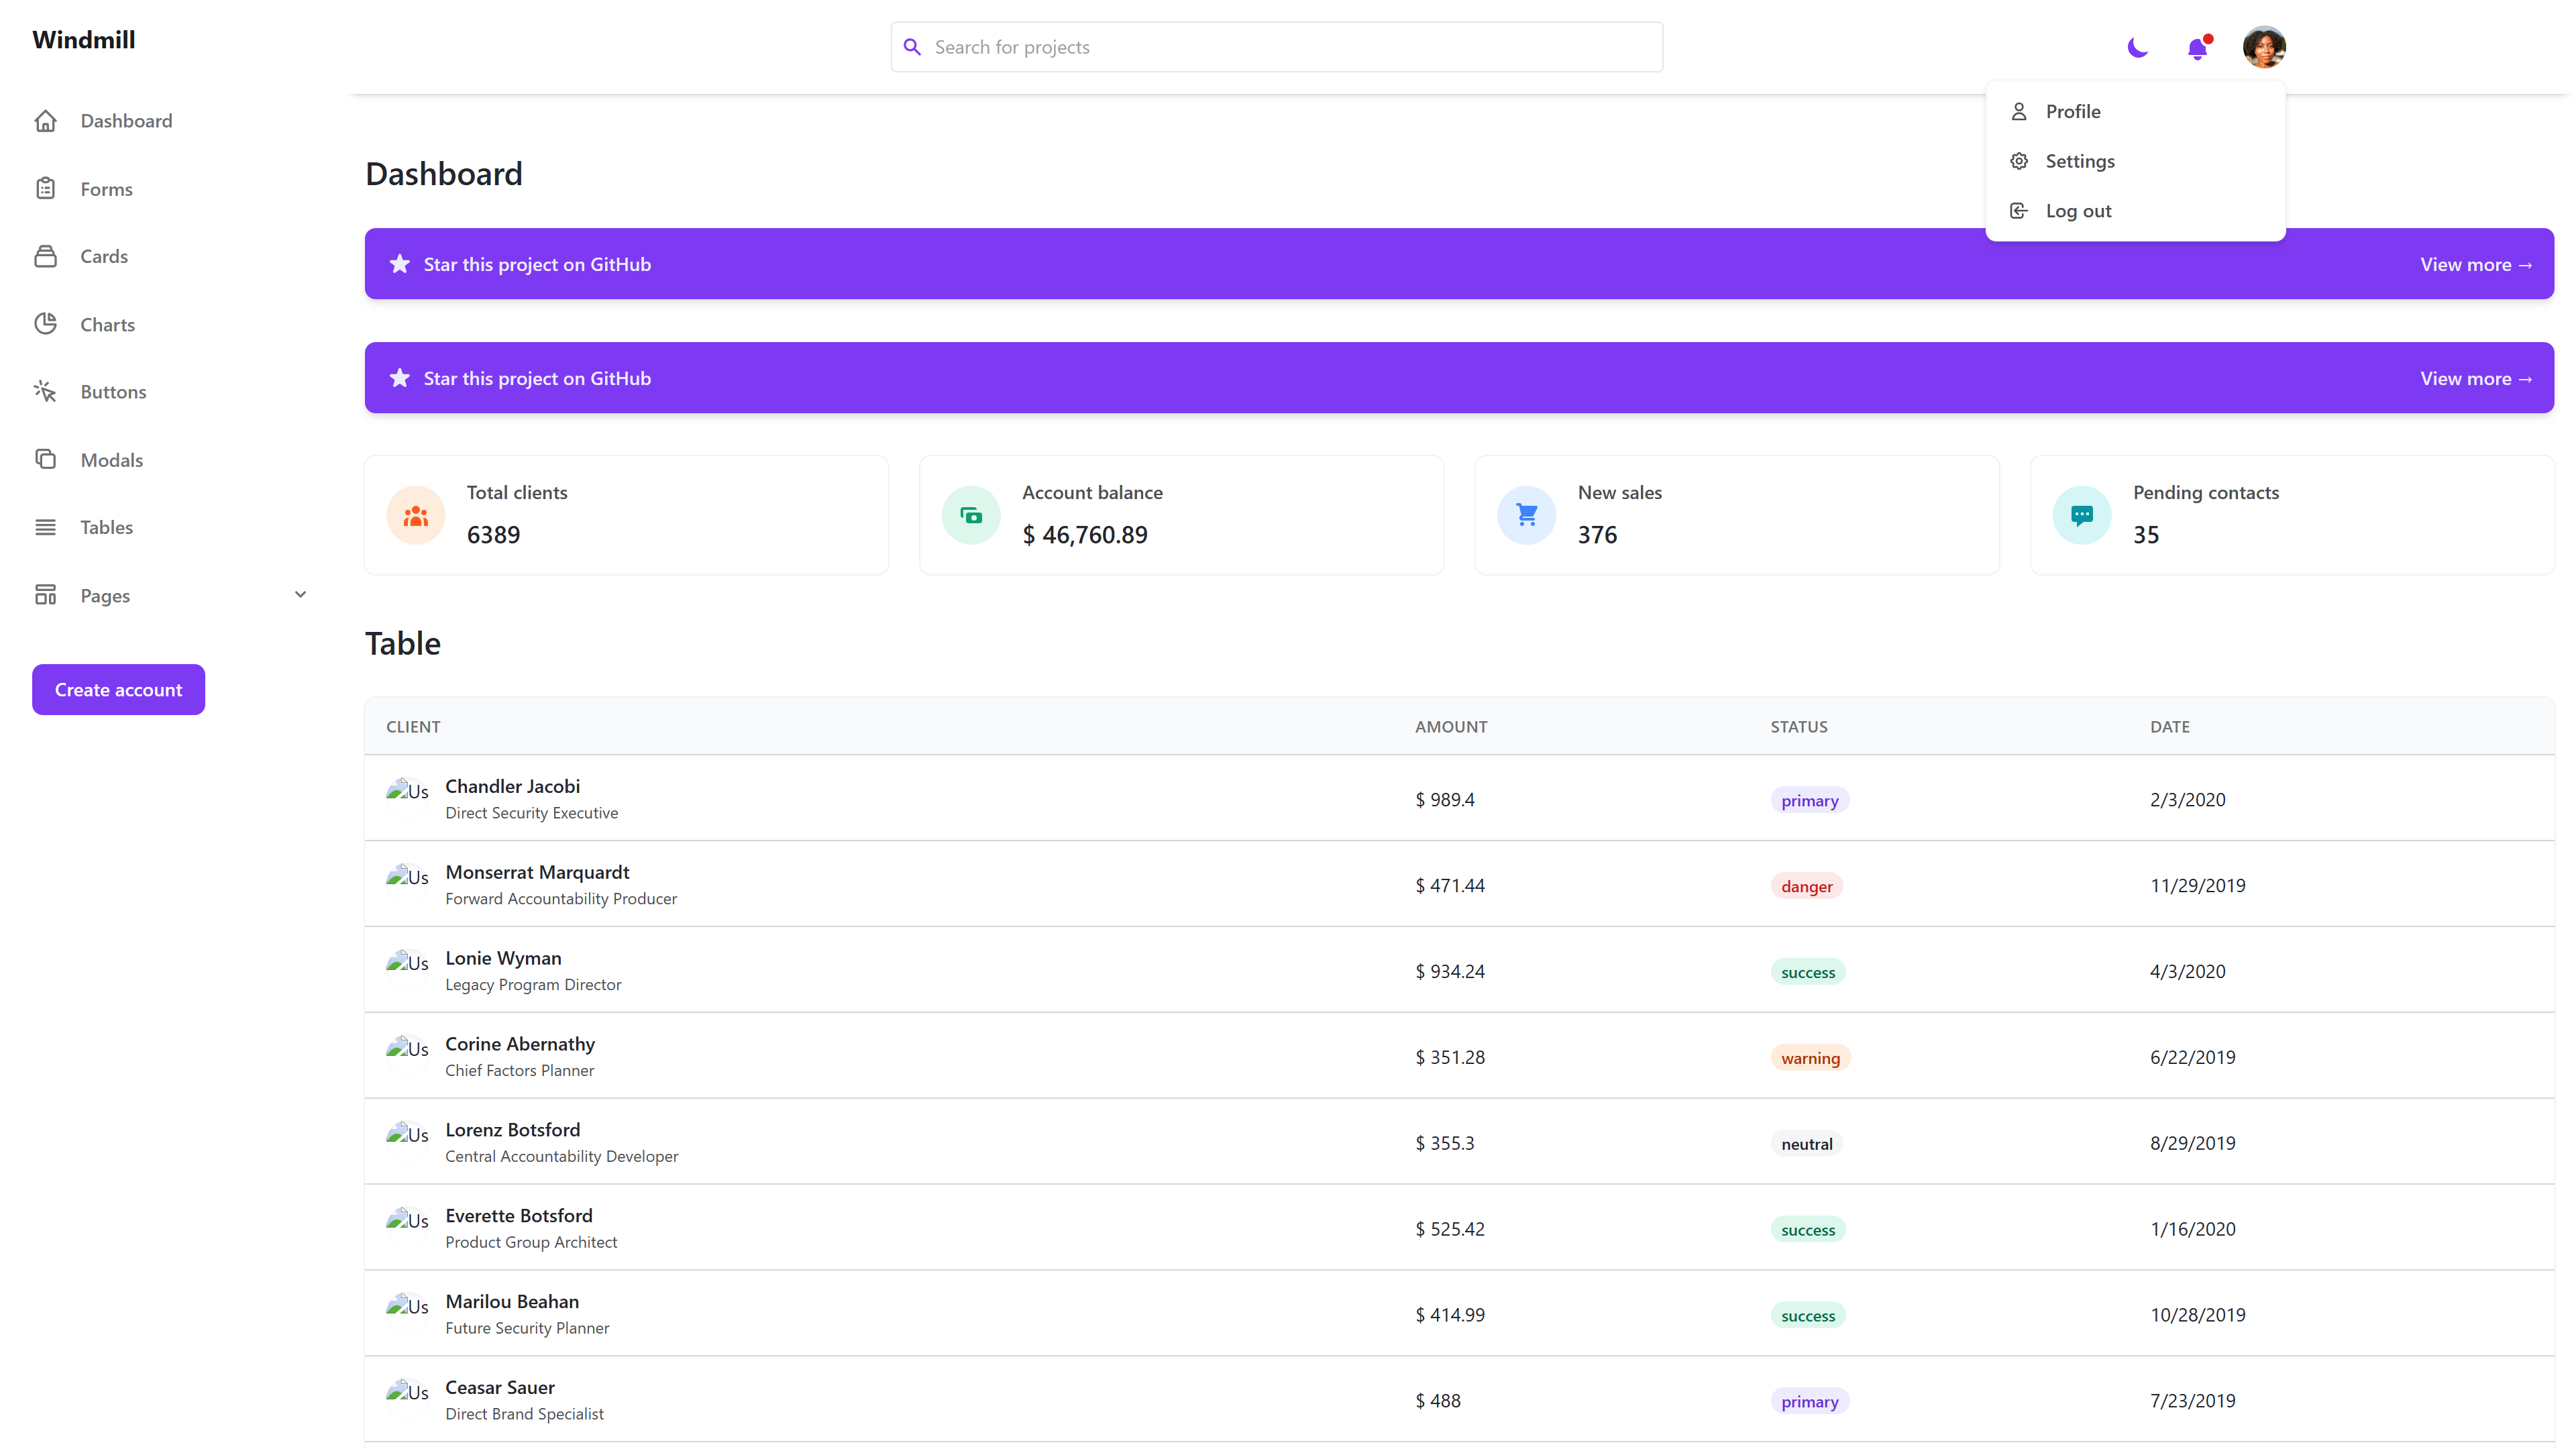 Windmill
Search for projects
Profile
Settings
Log out
Dashboard
Forms
Cards
Charts
Buttons
Modals
Tables
Pages
Create account
Dashboard
Star this project on GitHub View more →
Star this project on GitHub View more →
Total clients
6389
Account balance
$ 46,760.89
New sales
376
Pending contacts
35
Table
CLIENT AMOUNT STATUS DATE
Us Chandler Jacobi
Direct Security Executive
$ 989.4 primary 2/3/2020
Us Monserrat Marquardt
Forward Accountability Producer
$ 471.44 danger 11/29/2019
Us Lonie Wyman
Legacy Program Director
$ 934.24 success 4/3/2020
Us Corine Abernathy
Chief Factors Planner
$ 351.28 warning 6/22/2019
Us Lorenz Botsford
Central Accountability Developer
$ 355.3 neutral 8/29/2019
Us Everette Botsford
Product Group Architect
$ 525.42 success 1/16/2020
Us Marilou Beahan
Future Security Planner
$ 414.99 success 10/28/2019
Us Ceasar Sauer
Direct Brand Specialist
$ 488 primary 7/23/2019